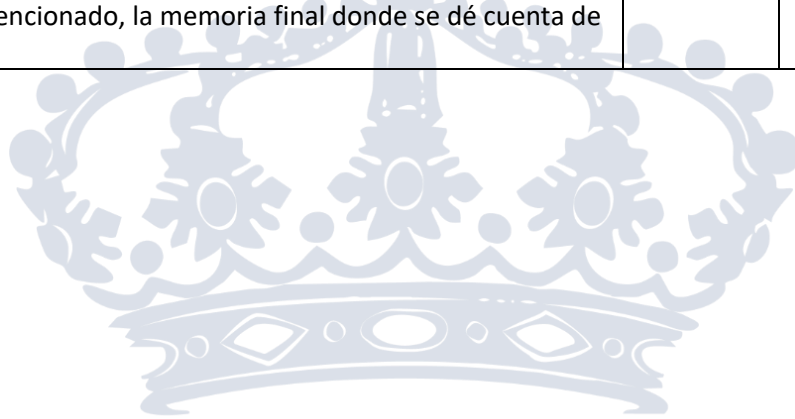 encionado, la memoria final donde se dé cuenta de